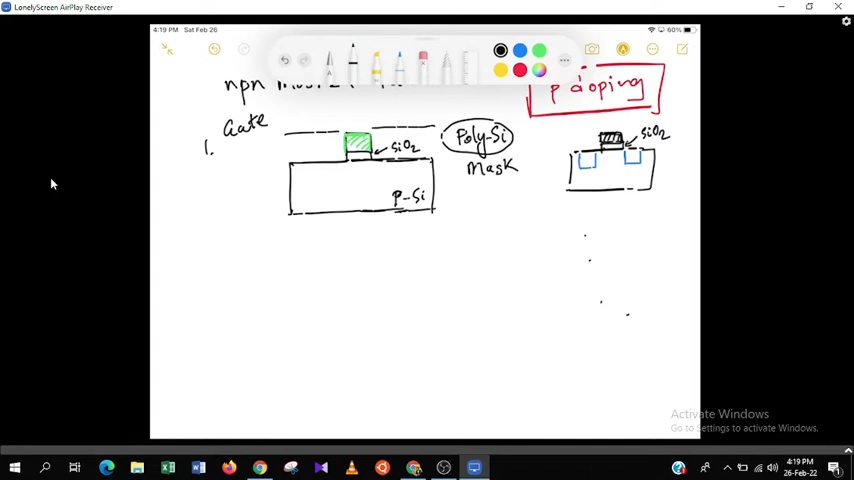 LonelyScreen AirPlay Receiver
4:19 PM Sat Feb 26
60%
npn
p doping
Gate
1.
SiO2
Poly-Si
Mask
p-Si
SiO2
Activate Windows
Go to Settings to activate Windows.
4:19 PM
26-Feb-22